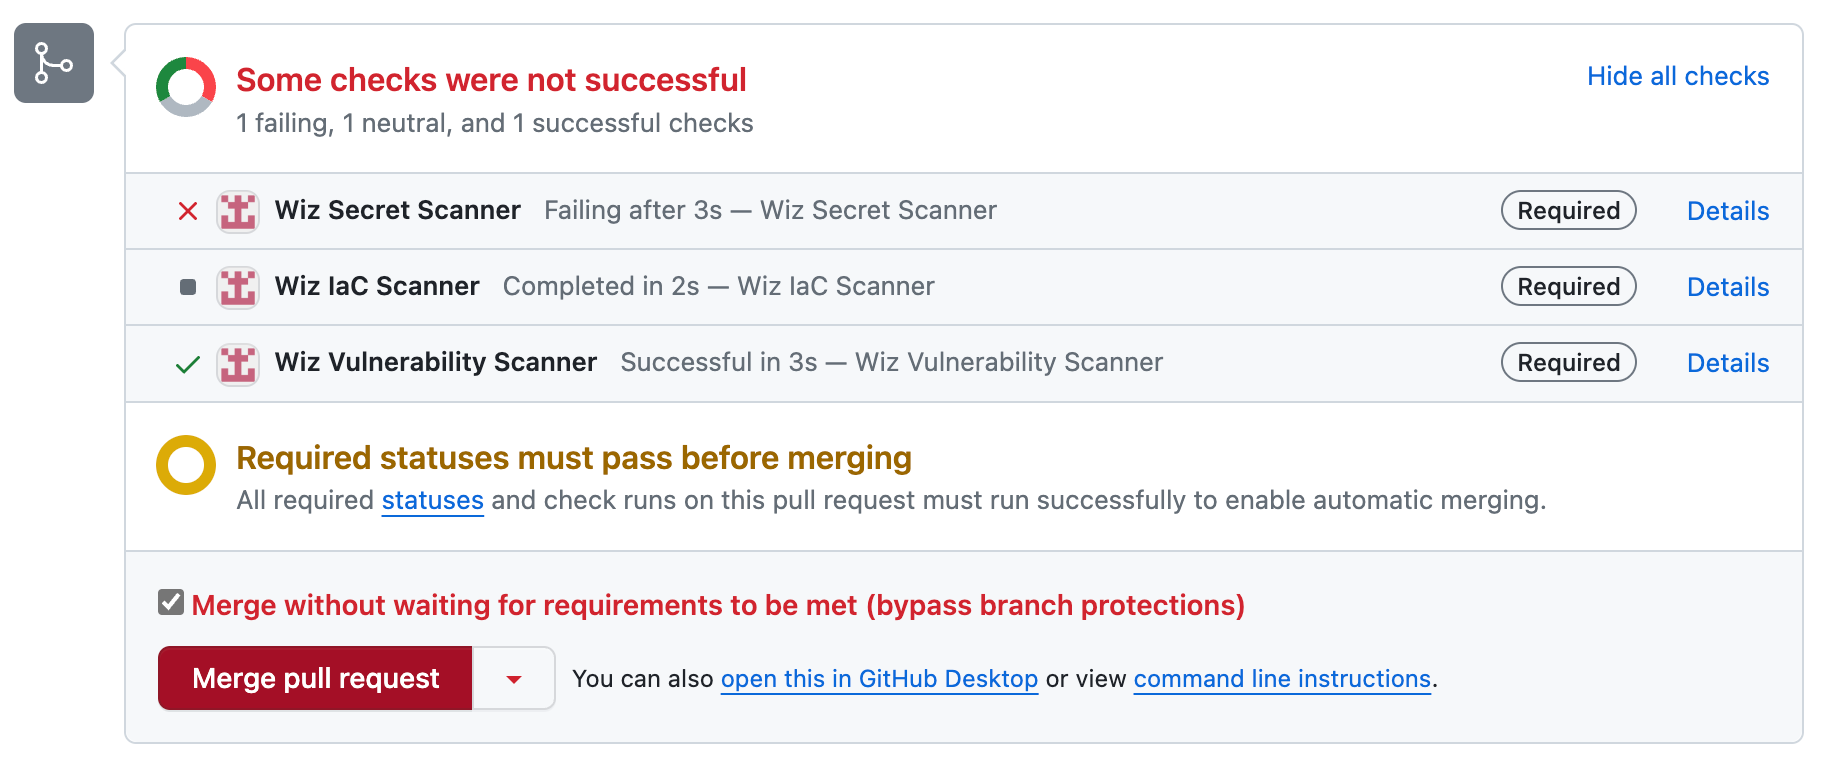 Some checks were not successful
Hide all checks
1 failing, 1 neutral, and 1 successful checks
Wiz Secret Scanner Failing after 3s — Wiz Secret Scanner Required Details
Wiz IaC Scanner Completed in 2s — Wiz IaC Scanner Required Details
Wiz Vulnerability Scanner Successful in 3s — Wiz Vulnerability Scanner Required Details
Required statuses must pass before merging
All required statuses and check runs on this pull request must run successfully to enable automatic merging.
Merge without waiting for requirements to be met (bypass branch protections)
Merge pull request You can also open this in GitHub Desktop or view command line instructions.